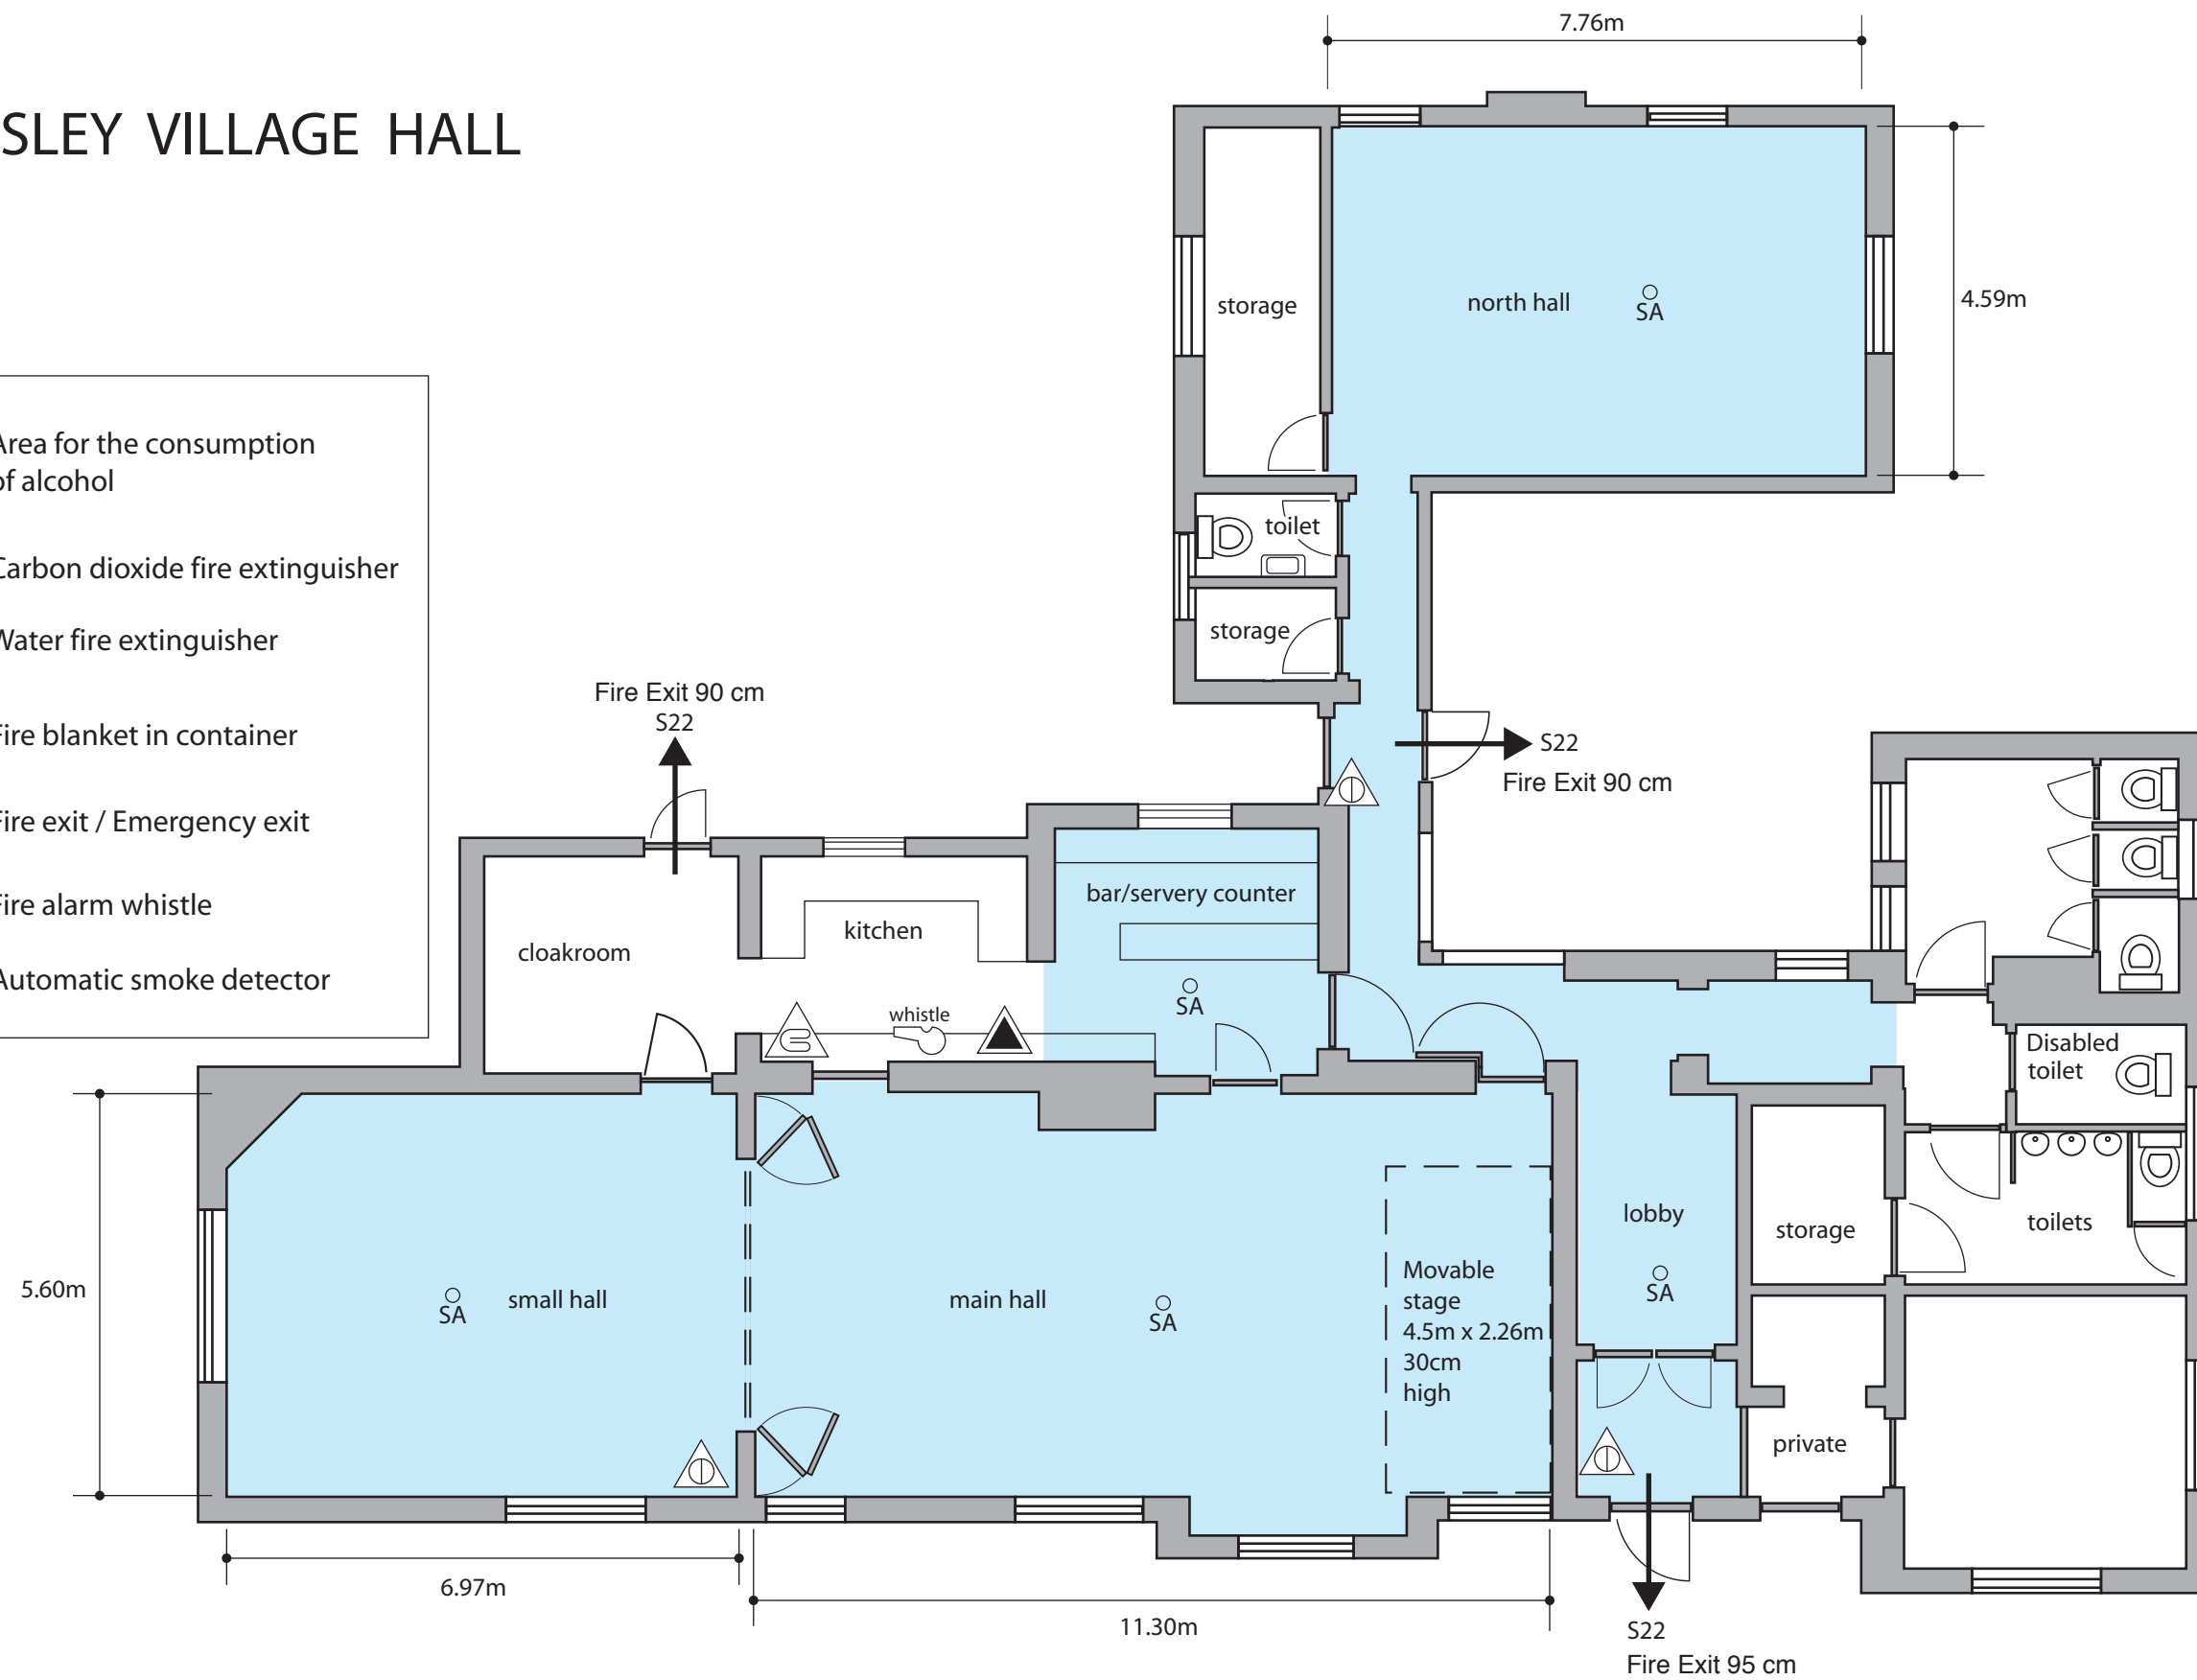 SLEY VILLAGE HALL
Area for the consumption
of alcohol
Carbon dioxide fire extinguisher
Water fire extinguisher
Fire blanket in container
Fire exit / Emergency exit
Fire alarm whistle
Automatic smoke detector
7.76m
storage
north hall
SA
4.59m
toilet
storage
Fire Exit 90 cm
S22
S22
Fire Exit 90 cm
bar/servery counter
kitchen
cloakroom
SA
whistle
Disabled
toilet
lobby
SA
storage
toilets
5.60m
SA
small hall
main hall
SA
Movable
stage
4.5m x 2.26m
30cm
high
private
6.97m
11.30m
S22
Fire Exit 95 cm